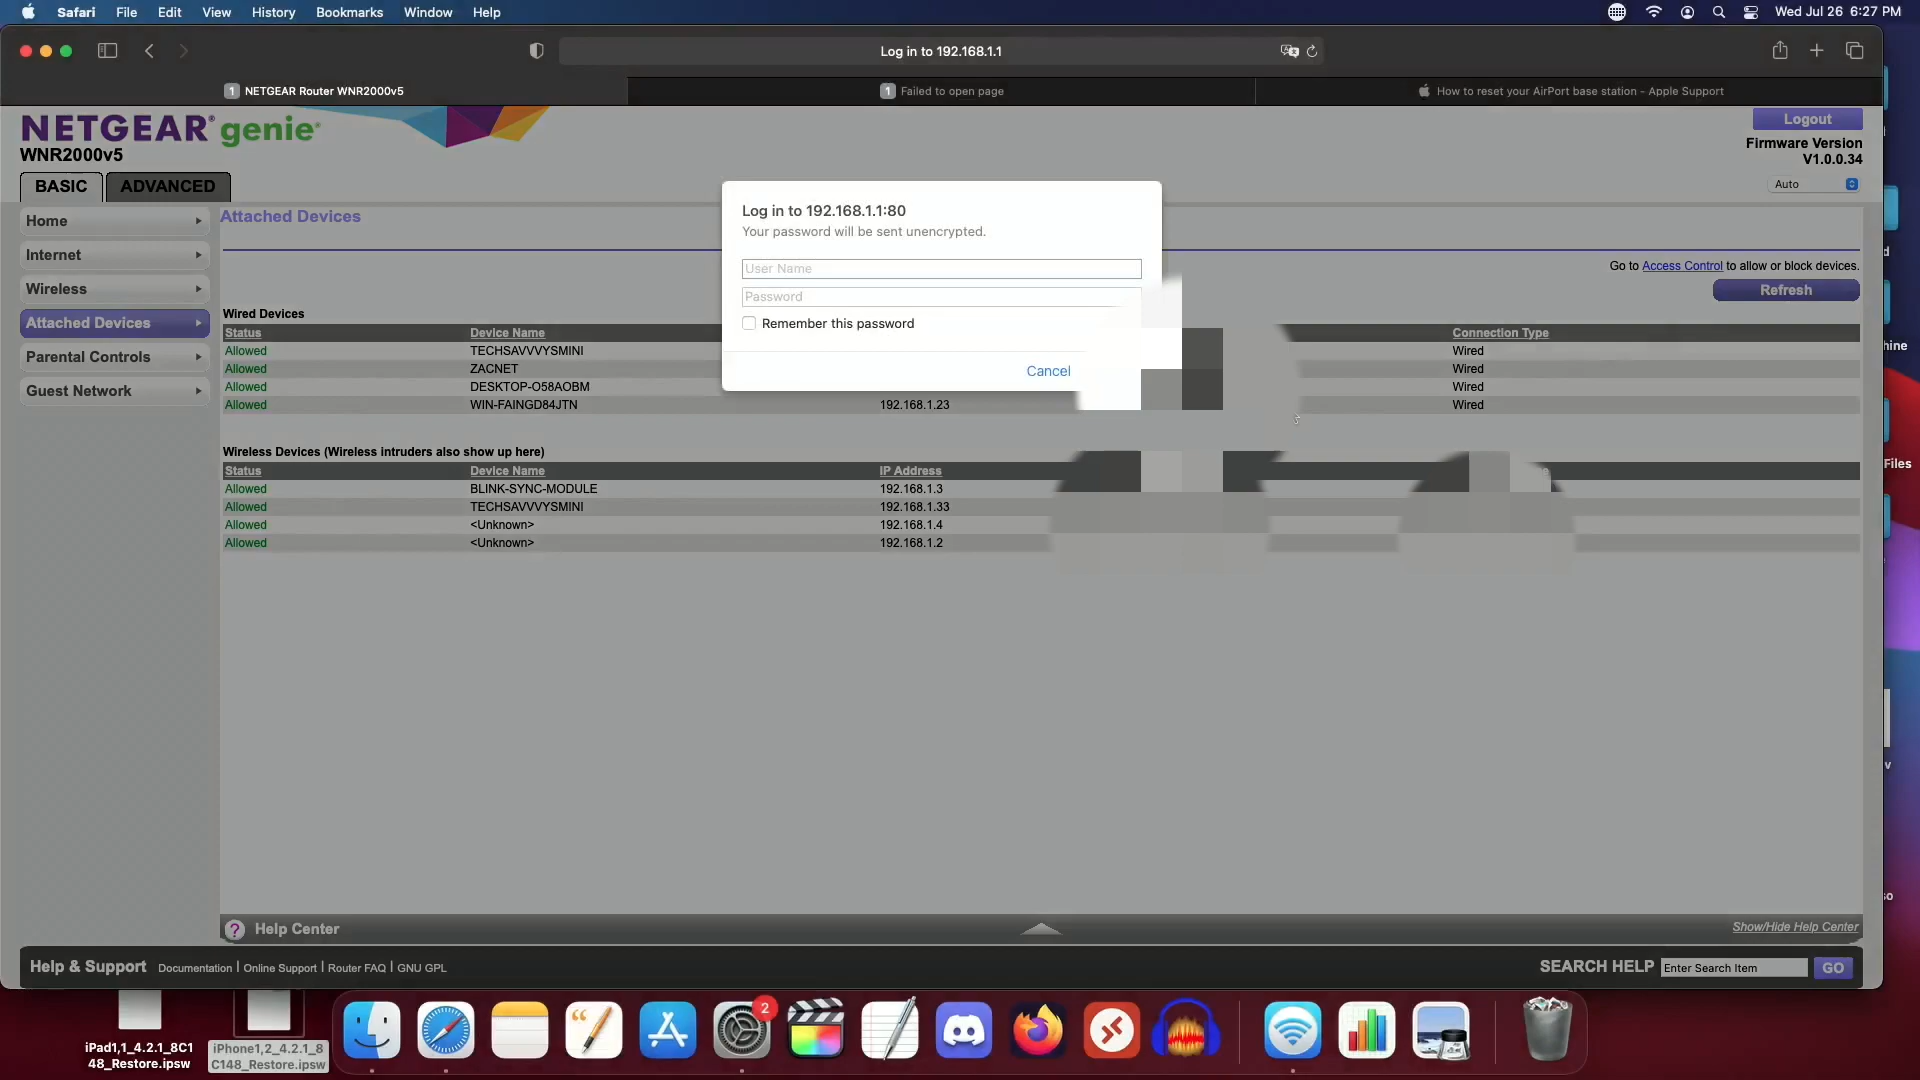 Safari File Edit View History Bookmarks Window Help
Wed Jul 26 6:27 PM
Log in to 192.168.1.1
1 NETGEAR Router WNR2000v5
1 Failed to open page
How to reset your AirPort base station - Apple Support
NETGEAR® genie®
WNR2000v5
Logout
Firmware Version
V1.0.0.34
Auto
BASIC
ADVANCED
Home
Internet
Wireless
Attached Devices
Parental Controls
Guest Network
Attached Devices
Log in to 192.168.1.1:80
Your password will be sent unencrypted.
User Name
Password
Remember this password
Cancel
Go to Access Control to allow or block devices.
Refresh
Wired Devices
Status Device Name Connection Type
Allowed TECHSAVVVYSMINI Wired
Allowed ZACNET Wired
Allowed DESKTOP-O58AOBM Wired
Allowed WIN-FAINGD84JTN 192.168.1.23 Wired
Wireless Devices (Wireless intruders also show up here)
Status Device Name IP Address
Allowed BLINK-SYNC-MODULE 192.168.1.3
Allowed TECHSAVVVYSMINI 192.168.1.33
Allowed <Unknown> 192.168.1.4
Allowed <Unknown> 192.168.1.2
? Help Center
Show/Hide Help Center
Help & Support Documentation | Online Support | Router FAQ | GNU GPL
SEARCH HELP Enter Search Item GO
hine
Files
2
iPad1,1_4.2.1_8C1
48_Restore.ipsw
iPhone1,2_4.2.1_8
C148_Restore.ipsw